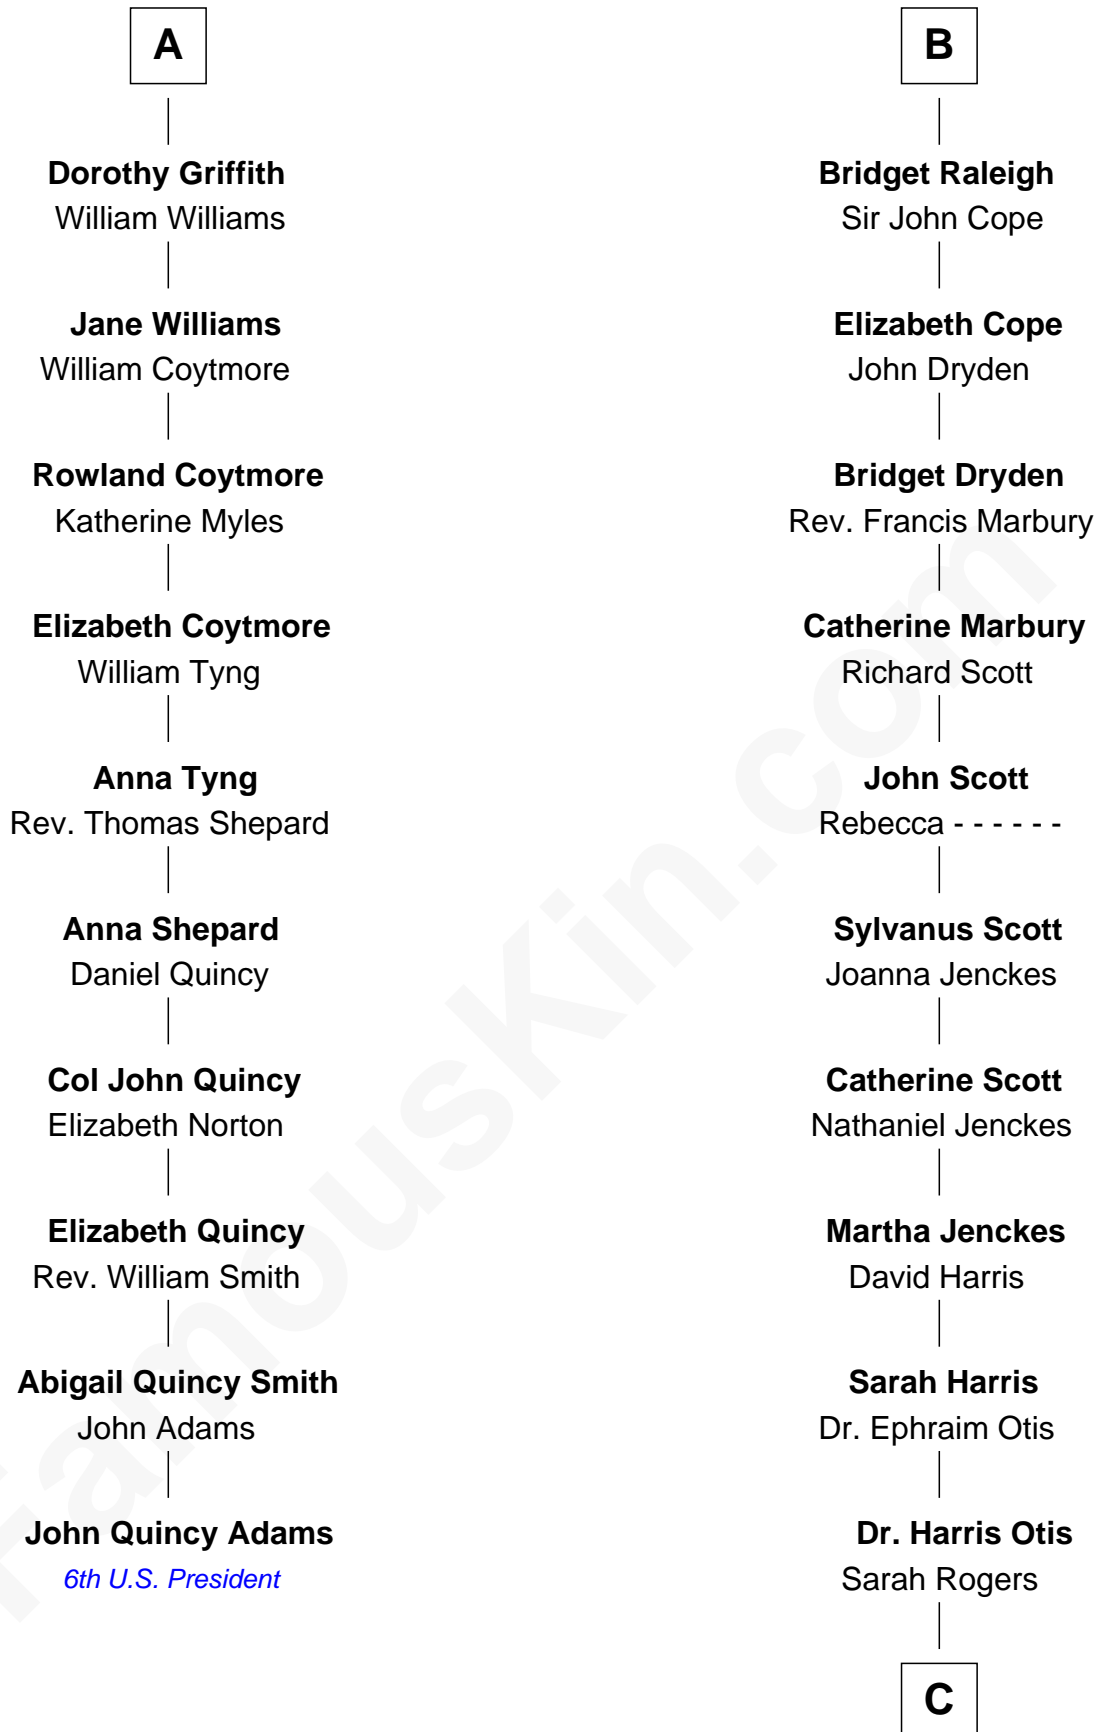 A
Dorothy Griffith
William Williams
Jane Williams
William Coytmore
Rowland Coytmore
Katherine Myles
Elizabeth Coytmore
William Tyng
Anna Tyng
Rev. Thomas Shepard
Anna Shepard
Daniel Quincy
Col John Quincy
Elizabeth Norton
Elizabeth Quincy
Rev. William Smith
Abigail Quincy Smith
John Adams
John Quincy Adams
6th U.S. President
B
Bridget Raleigh
Sir John Cope
Elizabeth Cope
John Dryden
Bridget Dryden
Rev. Francis Marbury
Catherine Marbury
Richard Scott
John Scott
Rebecca - - - - - -
Sylvanus Scott
Joanna Jenckes
Catherine Scott
Nathaniel Jenckes
Martha Jenckes
David Harris
Sarah Harris
Dr. Ephraim Otis
Dr. Harris Otis
Sarah Rogers
C
FamousKin.com